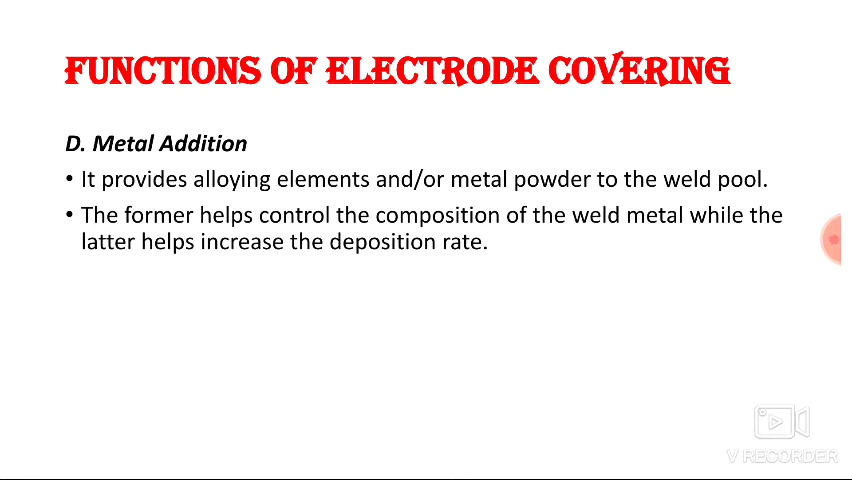 FUNCTIONS OF ELECTRODE COVERING
D. Metal Addition
• It provides alloying elements and/or metal powder to the weld pool.
• The former helps control the composition of the weld metal while the
latter helps increase the deposition rate.
V RECORDER